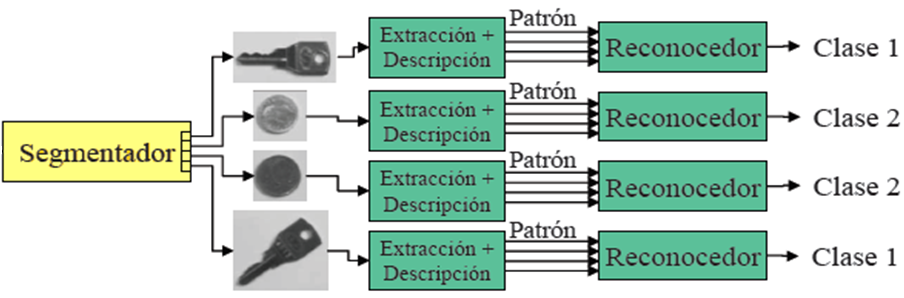 Patrón
Extracción +
Descripción
Reconocedor
Clase 1
Patrón
Extracción +
Descripción
Reconocedor
Clase 2
Segmentador
Patrón
Extracción +
Descripción
Reconocedor
Clase 2
Patrón
Extracción +
Descripción
Reconocedor
Clase 1